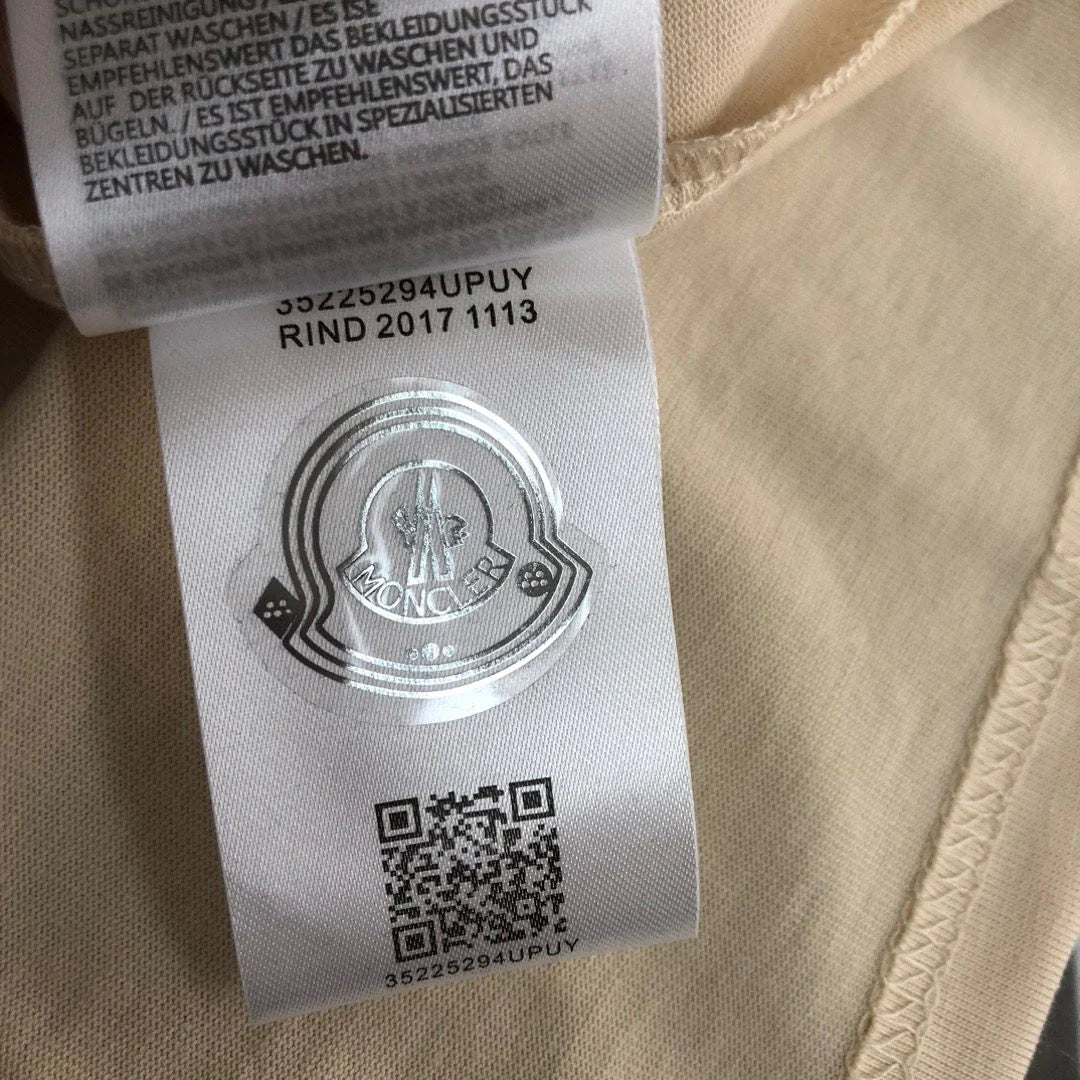 NASSREINIGUNG /
SEPARAT WASCHEN / ES ISE
EMPFEHLENSWERT DAS BEKLEIDUNGSSTÜCK
AUF DER RÜCKSEITE ZU WASCHEN UND
BÜGELN. / ES IST EMPFEHLENSWERT, DAS
BEKLEIDUNGSSTÜCK IN SPEZIALISIERTEN
ZENTREN ZU WASCHEN.
35225294UPUY
RIND 2017 1113
MONCLER
35225294UPUY